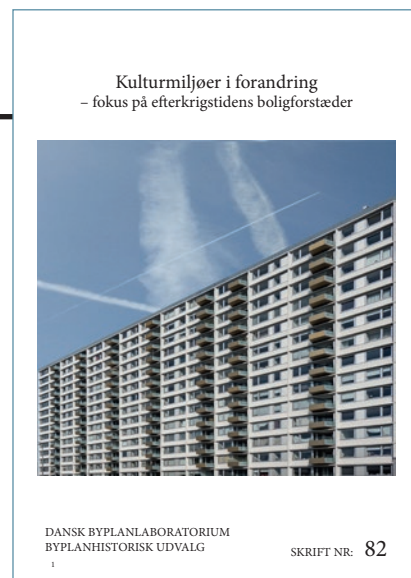 Kulturmiljøer i forandring
– fokus på efterkrigstidens boligforstæder
DANSK BYPLANLABORATORIUM
BYPLANHISTORISK UDVALG
SKRIFT NR: 82
1